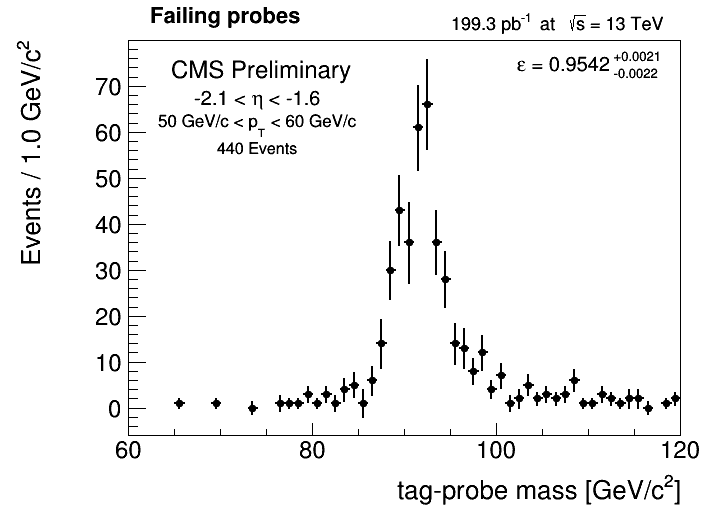 Failing probes
199.3 pb-1 at √s = 13 TeV
CMS Preliminary
ε = 0.9542 +0.0021 -0.0022
-2.1 < η < -1.6
50 GeV/c < pT < 60 GeV/c
440 Events
Events / 1.0 GeV/c2
70
60
50
40
30
20
10
0
60 80 100 120
tag-probe mass [GeV/c2]